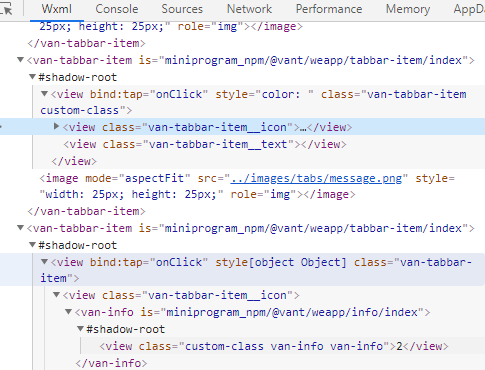 Wxml Console Sources Network Performance Memory AppDa
25px; height: 25px;" role="img"></image>
</van-tabbar-item>
▼<van-tabbar-item is="miniprogram_npm/@vant/weapp/tabbar-item/index">
▼#shadow-root
▼<view bind:tap="onClick" style="color: " class="van-tabbar-item
custom-class">
▶<view class="van-tabbar-item__icon">…</view>
<view class="van-tabbar-item__text"></view>
</view>
<image mode="aspectFit" src="../images/tabs/message.png" style=
"width: 25px; height: 25px;" role="img"></image>
</van-tabbar-item>
▼<van-tabbar-item is="miniprogram_npm/@vant/weapp/tabbar-item/index">
▼#shadow-root
▼<view bind:tap="onClick" style[object Object] class="van-tabbar-
item">
▼<view class="van-tabbar-item__icon">
▼<van-info is="miniprogram_npm/@vant/weapp/info/index">
▼#shadow-root
<view class="custom-class van-info van-info">2</view>
</van-info>